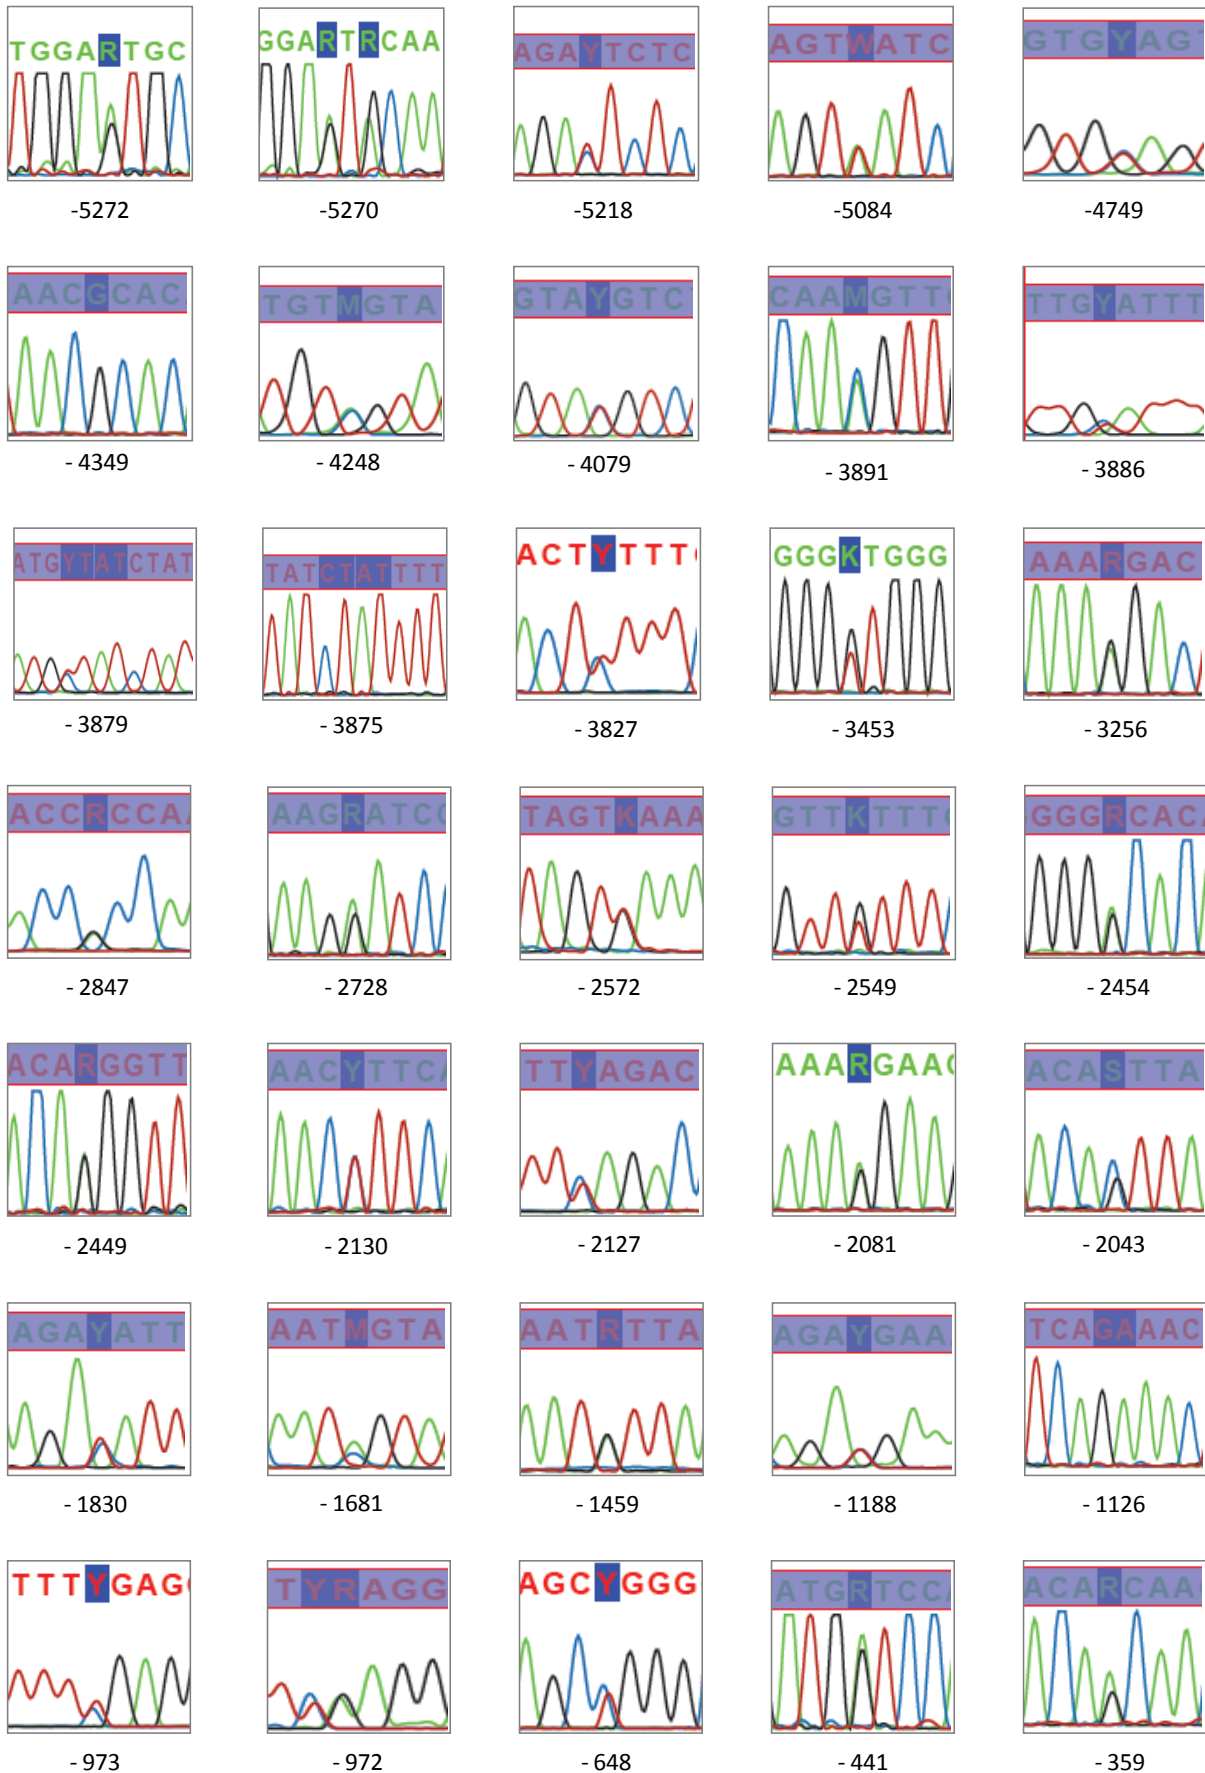 TGGARTGC GGARTRCAA AGAYTCTC AGTWATC GTGYAGT
-5272 -5270 -5218 -5084 -4749
AACGCAC TGTMGTA GTAYGTC CAAMGTT TTGYATTT
- 4349 - 4248 - 4079 - 3891 - 3886
ATGYTATCTAT TATCTATTTT ACTYTTT GGGKTGGG AAARGAC
- 3879 - 3875 - 3827 - 3453 - 3256
ACCRCCA AAGRATC TAGTKAAA GTTKTTT GGGRCAC
- 2847 - 2728 - 2572 - 2549 - 2454
ACARGGTT AACYTTC TTYAGAC AAARGAA ACASTTA
- 2449 - 2130 - 2127 - 2081 - 2043
AGAYATT AATMGTA AATRTTA AGAYGAA TCAGAAAC
- 1830 - 1681 - 1459 - 1188 - 1126
TTTYGAG TYRAGG AGCYGGG ATGRTCC ACARCAA
- 973 - 972 - 648 - 441 - 359